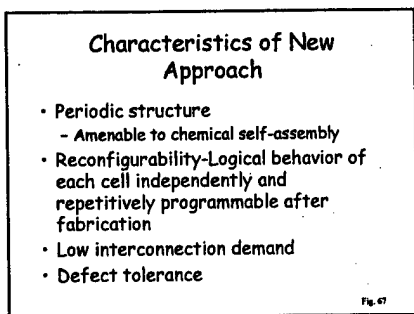 Characteristics of New
Approach
• Periodic structure
– Amenable to chemical self-assembly
• Reconfigurability-Logical behavior of
each cell independently and
repetitively programmable after
fabrication
• Low interconnection demand
• Defect tolerance
Fig. 67